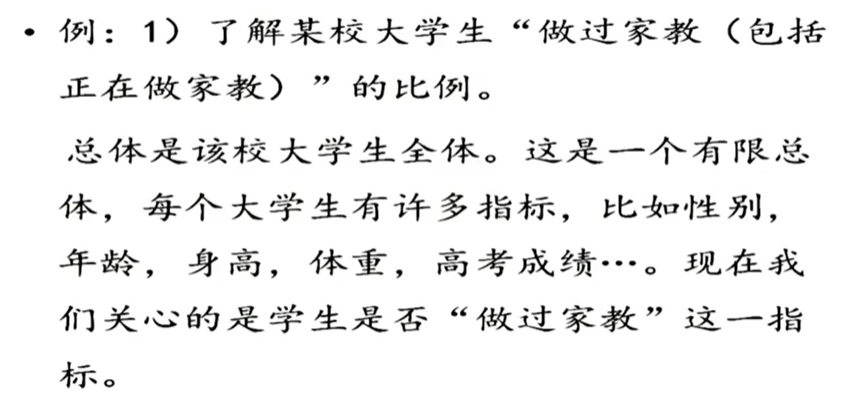 • 例：1）了解某校大学生“做过家教（包括
正在做家教）”的比例。
总体是该校大学生全体。这是一个有限总
体，每个大学生有许多指标，比如性别，
年龄，身高，体重，高考成绩…。现在我
们关心的是学生是否“做过家教”这一指
标。